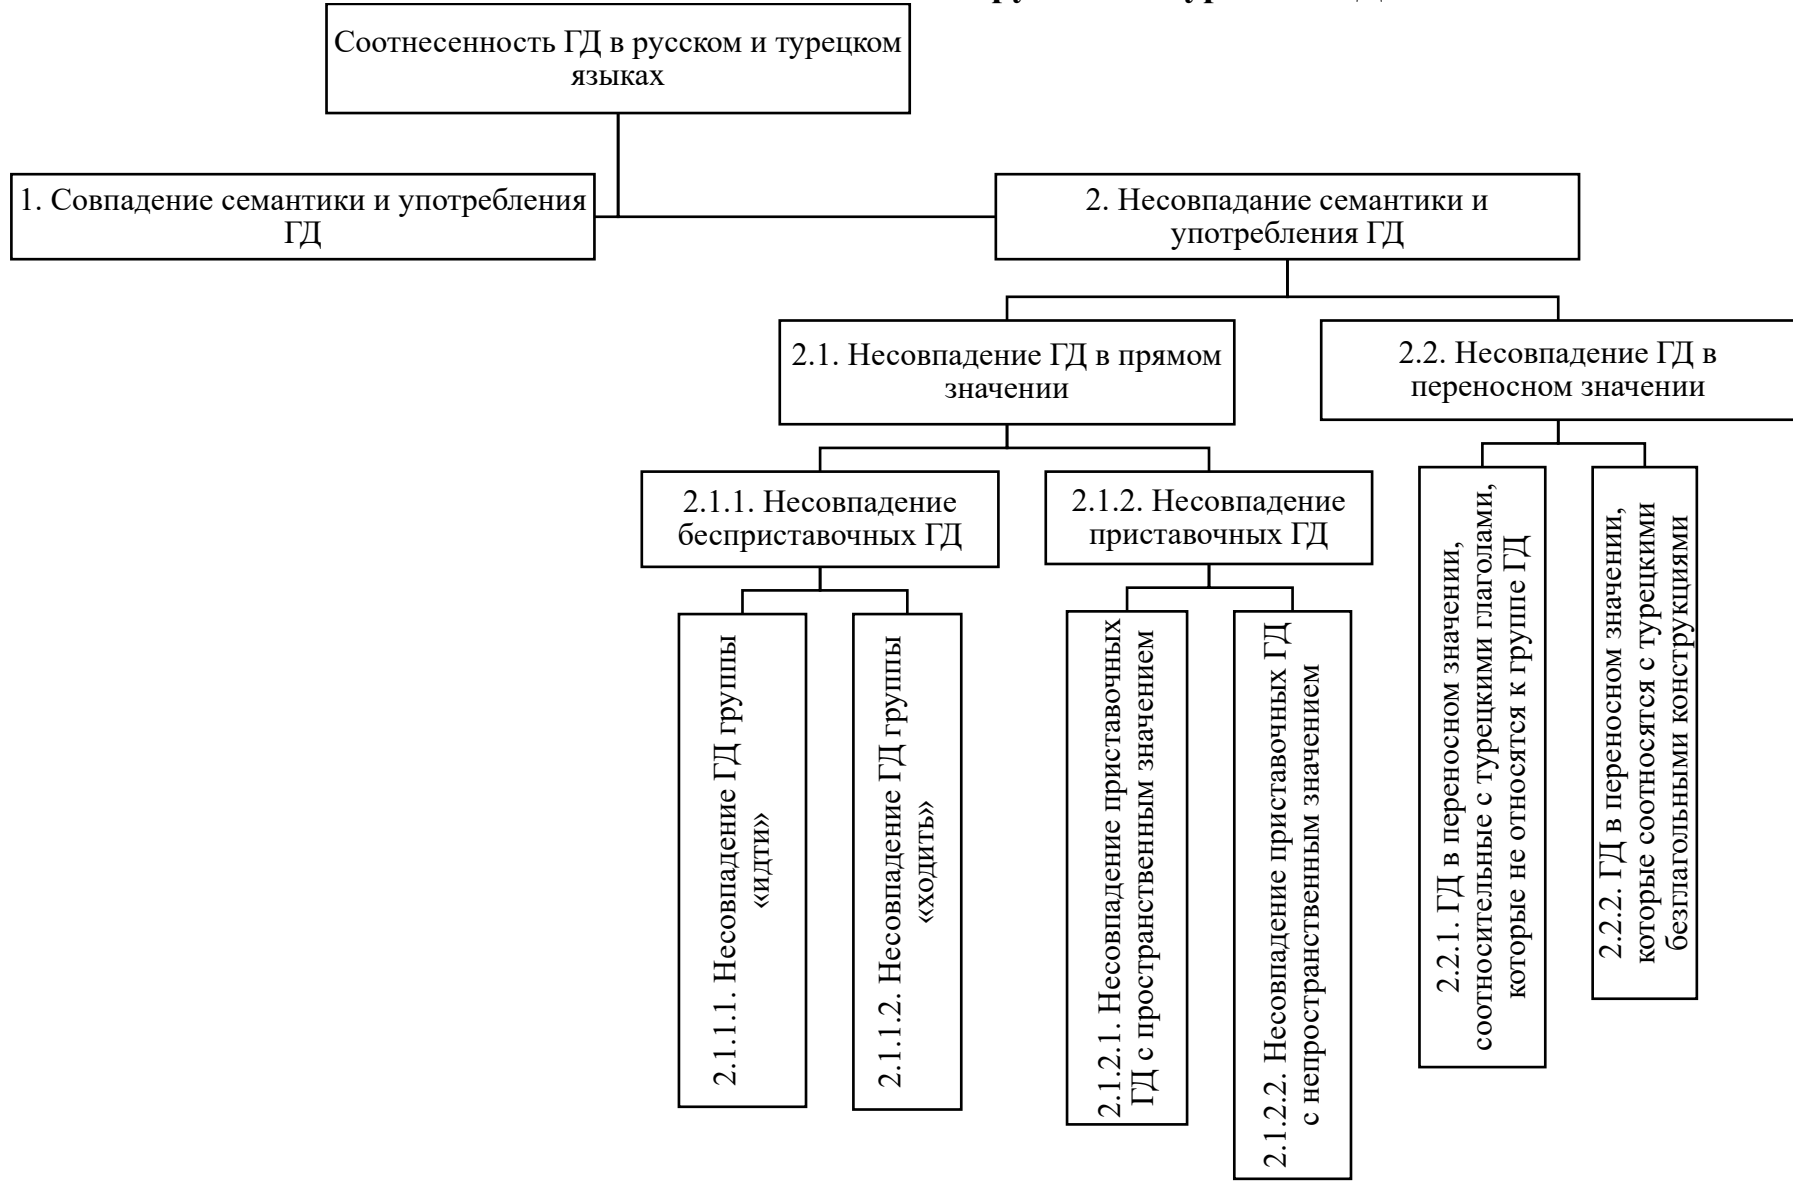 Соотнесенность ГД в русском и турецком
языках
1. Совпадение семантики и употребления
ГД
2. Несовпадание семантики и
употребления ГД
2.1. Несовпадение ГД в прямом
значении
2.2. Несовпадение ГД в
переносном значении
2.1.1. Несовпадение
бесприставочных ГД
2.1.2. Несовпадение
приставочных ГД
2.1.1.1. Несовпадение ГД группы
«идти»
2.1.1.2. Несовпадение ГД группы
«ходить»
2.1.2.1. Несовпадение приставочных
ГД с пространственным значением
2.1.2.2. Несовпадение приставочных ГД
с непространственным значением
2.2.1. ГД в переносном значении,
соотносительные с турецкими глаголами,
которые не относятся к группе ГД
2.2.2. ГД в переносном значении,
которые соотносятся с турецкими
безглагольными конструкциями